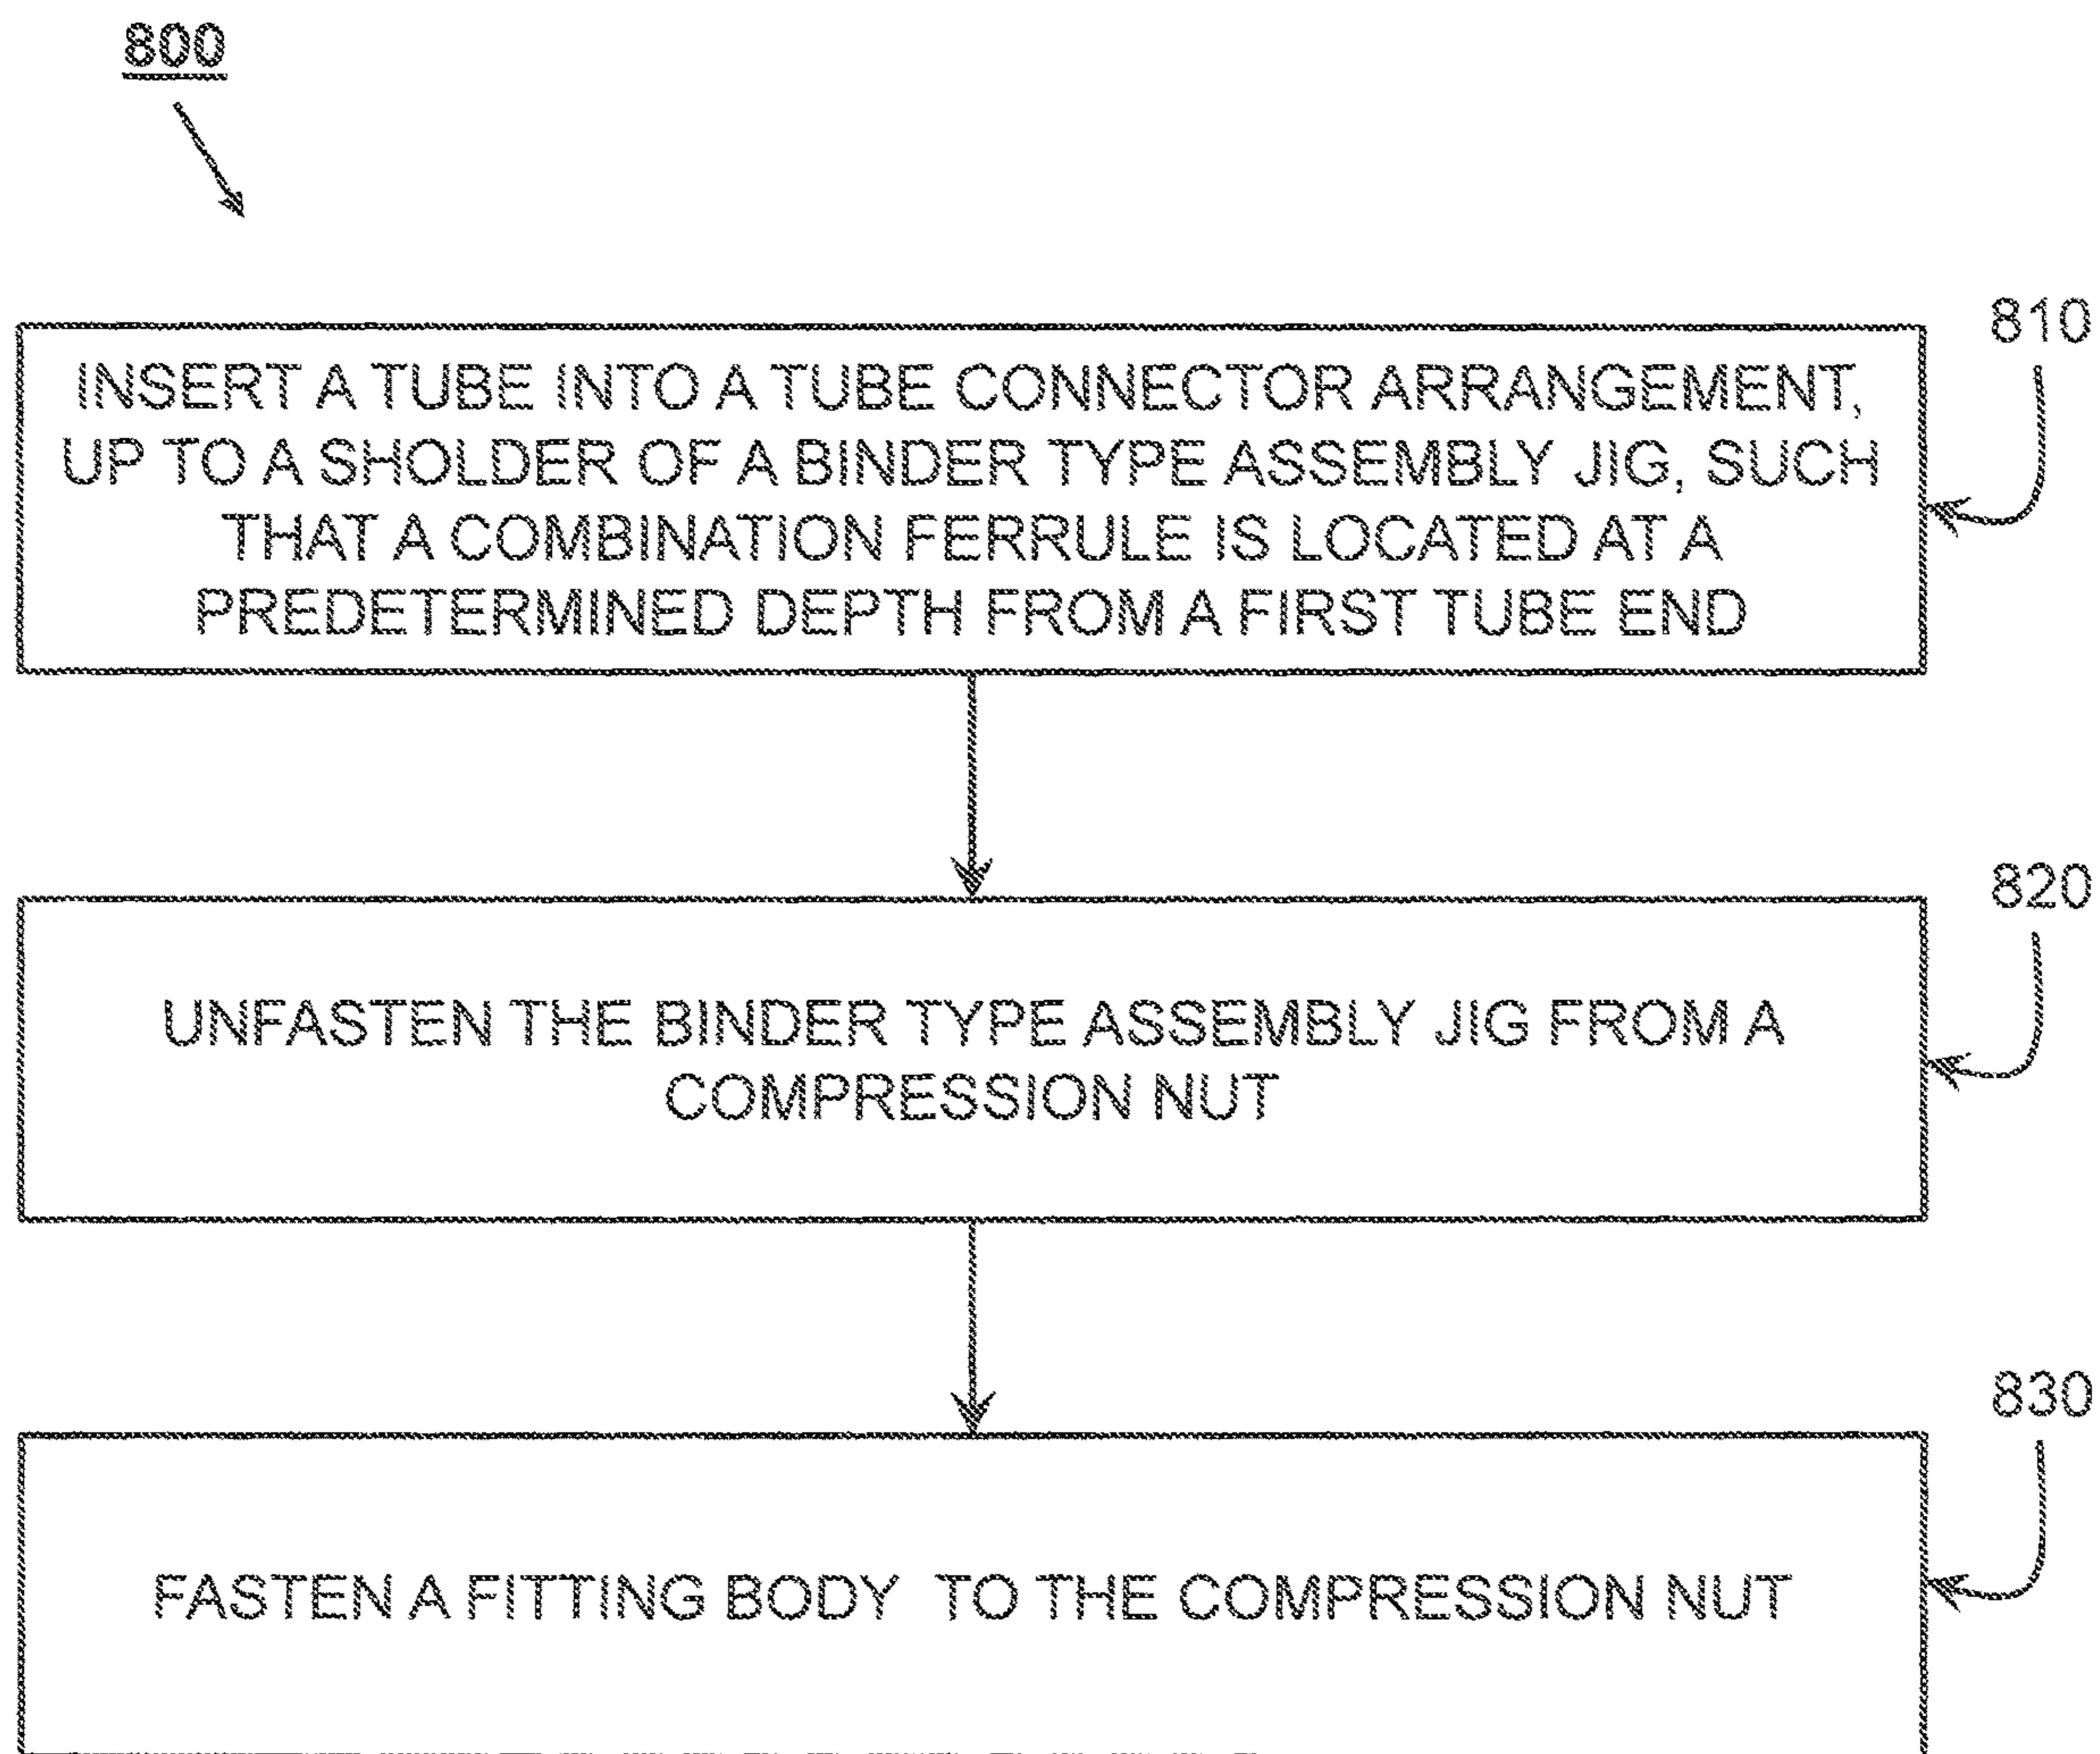 800
810
INSERT A TUBE INTO A TUBE CONNECTOR ARRANGEMENT,
UP TO A SHOLDER OF A BINDER TYPE ASSEMBLY JIG, SUCH
THAT A COMBINATION FERRULE IS LOCATED AT A
PREDETERMINED DEPTH FROM A FIRST TUBE END
820
UNFASTEN THE BINDER TYPE ASSEMBLY JIG FROM A
COMPRESSION NUT
830
FASTEN A FITTING BODY TO THE COMPRESSION NUT